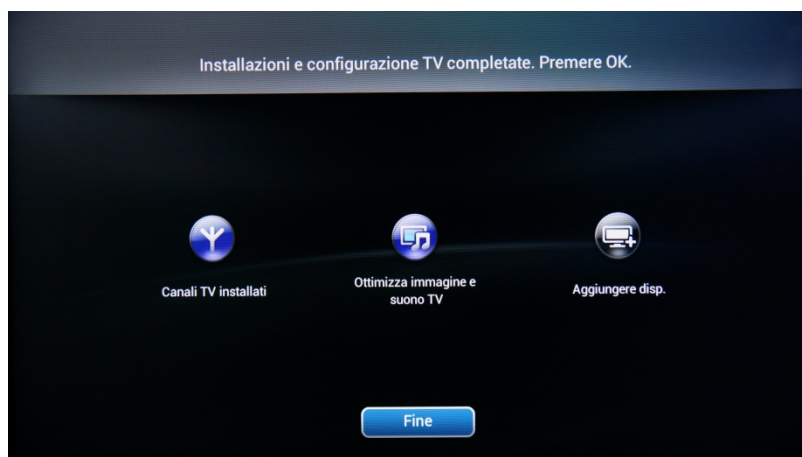 Installazioni e configurazione TV completate. Premere OK.
Canali TV installati
Ottimizza immagine e
suono TV
Aggiungere disp.
Fine